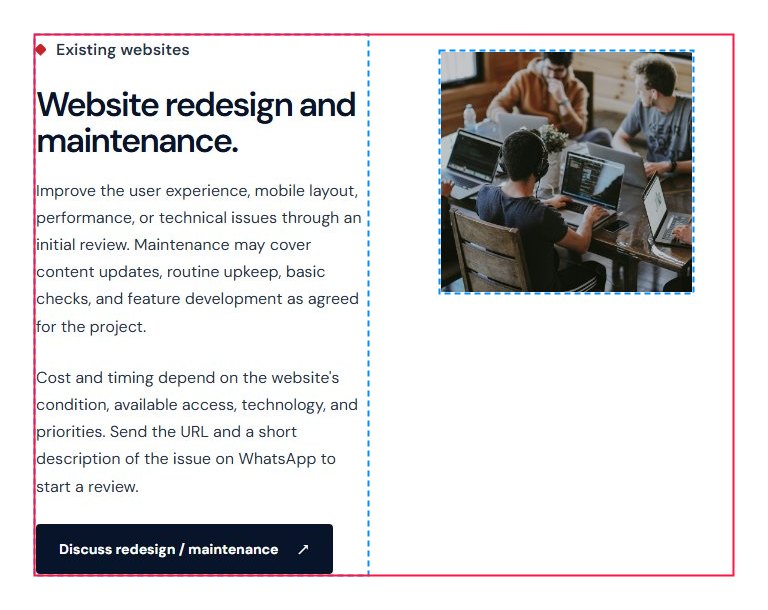 Existing websites
Website redesign and
maintenance.
Improve the user experience, mobile layout,
performance, or technical issues through an
initial review. Maintenance may cover
content updates, routine upkeep, basic
checks, and feature development as agreed
for the project.
Cost and timing depend on the website's
condition, available access, technology, and
priorities. Send the URL and a short
description of the issue on WhatsApp to
start a review.
Discuss redesign / maintenance ↗